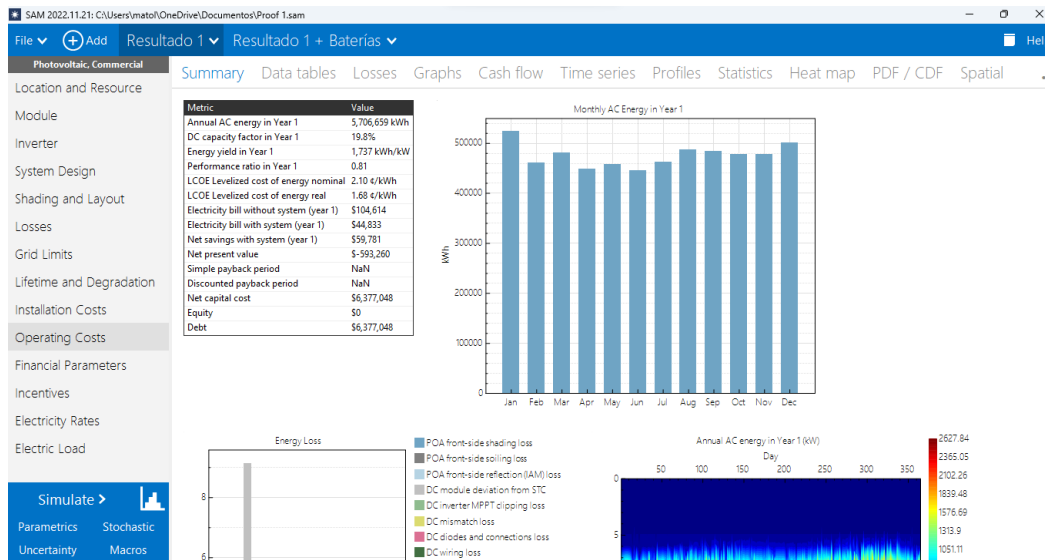 SAM 2022.11.21: C:\Users\matol\OneDrive\Documentos\Proof 1.sam
File Add Resultado 1 Resultado 1 + Baterías Hel
Photovoltaic, Commercial
Location and Resource
Module
Inverter
System Design
Shading and Layout
Losses
Grid Limits
Lifetime and Degradation
Installation Costs
Operating Costs
Financial Parameters
Incentives
Electricity Rates
Electric Load
Simulate >
Parametrics Stochastic
Uncertainty Macros
Summary Data tables Losses Graphs Cash flow Time series Profiles Statistics Heat map PDF / CDF Spatial
Metric Value
Annual AC energy in Year 1 5,706,659 kWh
DC capacity factor in Year 1 19.8%
Energy yield in Year 1 1,737 kWh/kW
Performance ratio in Year 1 0.81
LCOE Levelized cost of energy nominal 2.10 ¢/kWh
LCOE Levelized cost of energy real 1.68 ¢/kWh
Electricity bill without system (year 1) $104,614
Electricity bill with system (year 1) $44,833
Net savings with system (year 1) $59,781
Net present value $-593,260
Simple payback period NaN
Discounted payback period NaN
Net capital cost $6,377,048
Equity $0
Debt $6,377,048
Monthly AC Energy in Year 1
kWh
500000
400000
300000
200000
100000
0
Jan Feb Mar Apr May Jun Jul Aug Sep Oct Nov Dec
Energy Loss
8
6
POA front-side shading loss
POA front-side soiling loss
POA front-side reflection (IAM) loss
DC module deviation from STC
DC inverter MPPT clipping loss
DC mismatch loss
DC diodes and connections loss
DC wiring loss
Annual AC energy in Year 1 (kW)
Day
50 100 150 200 250 300 350
0
5
2627.84
2365.05
2102.26
1839.48
1576.69
1313.9
1051.11